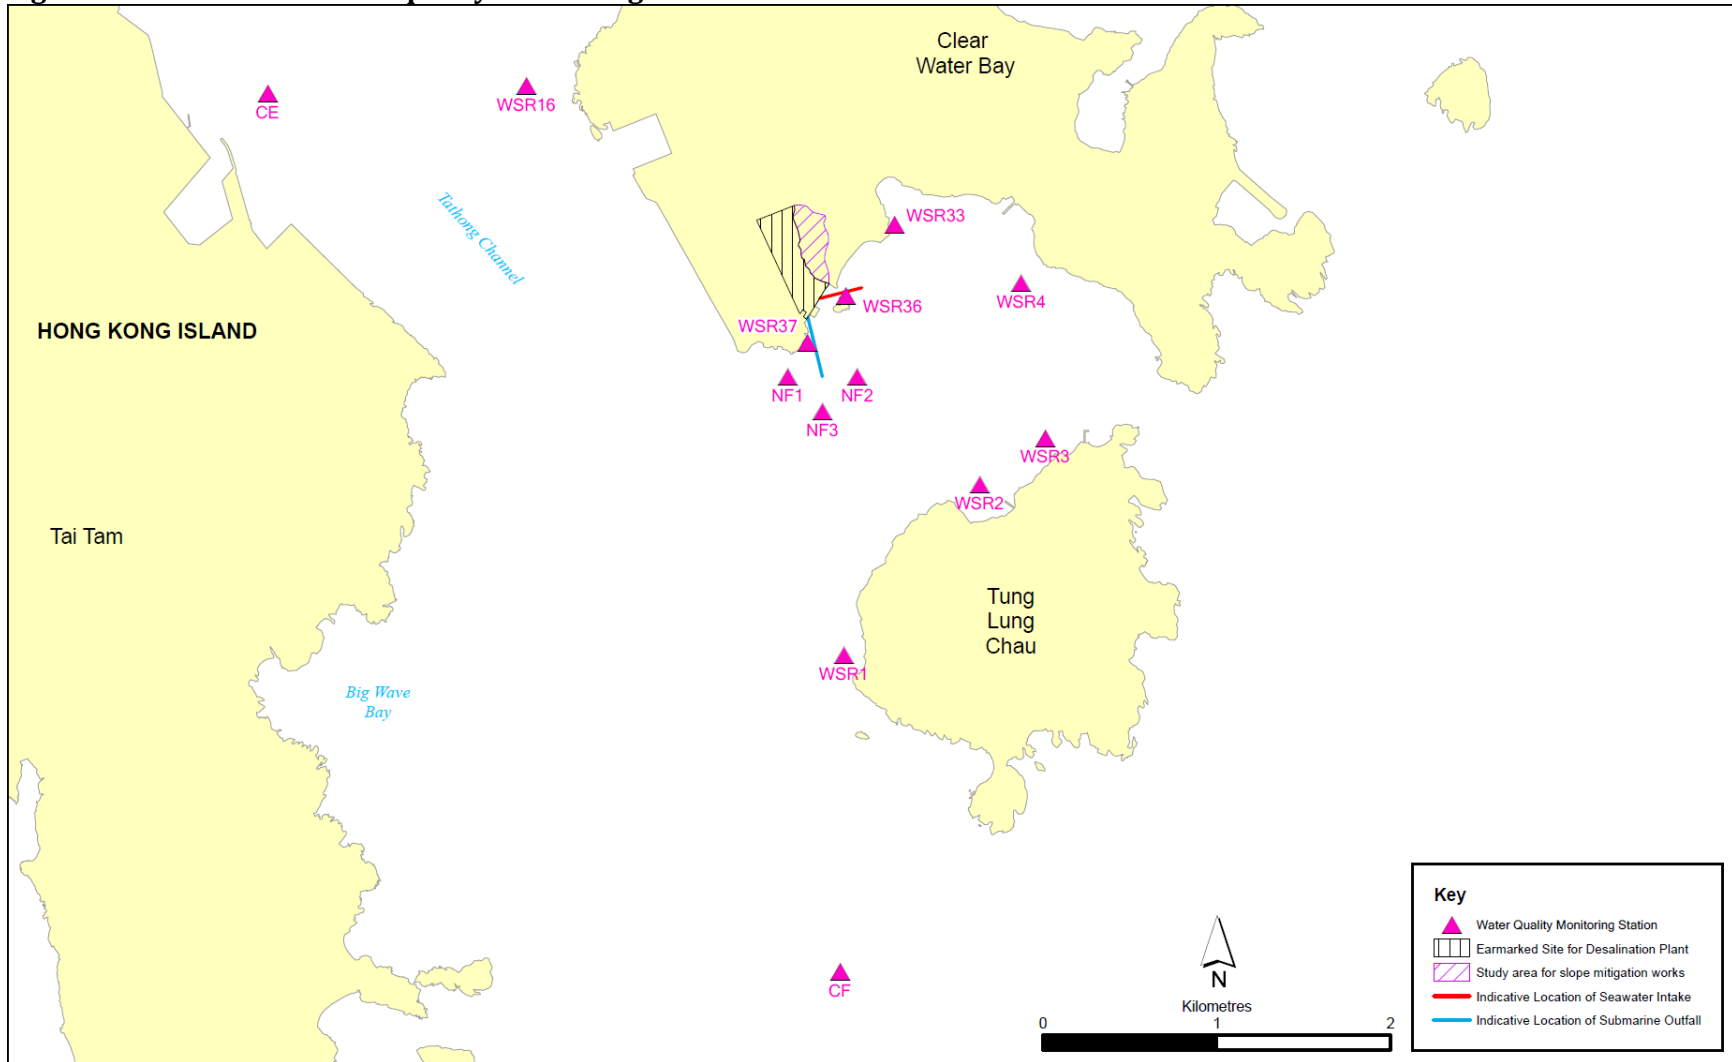 Clear
Water Bay
CE
WSR16
Tathong Channel
WSR33
WSR4
WSR36
HONG KONG ISLAND
WSR37
NF1
NF2
NF3
WSR3
WSR2
Tai Tam
Tung
Lung
Chau
WSR1
Big Wave
Bay
CF
N
Kilometres
0 1 2
Key
Water Quality Monitoring Station
Earmarked Site for Desalination Plant
Study area for slope mitigation works
Indicative Location of Seawater Intake
Indicative Location of Submarine Outfall